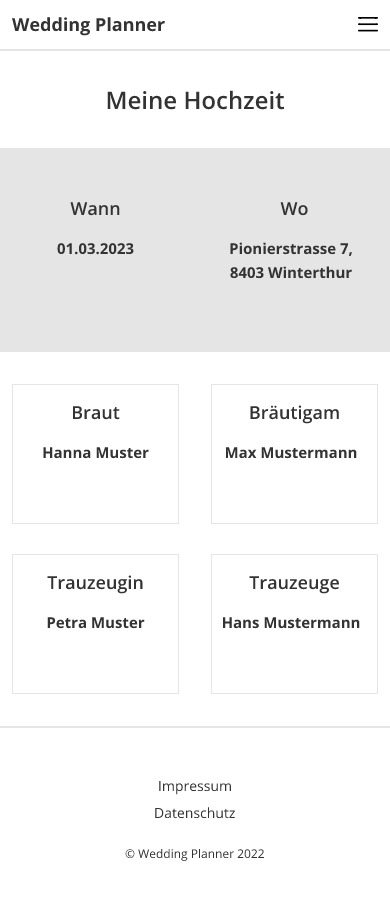 Wedding Planner
Meine Hochzeit
Wann
01.03.2023
Wo
Pionierstrasse 7,
8403 Winterthur
Braut
Hanna Muster
Bräutigam
Max Mustermann
Trauzeugin
Petra Muster
Trauzeuge
Hans Mustermann
Impressum
Datenschutz
© Wedding Planner 2022